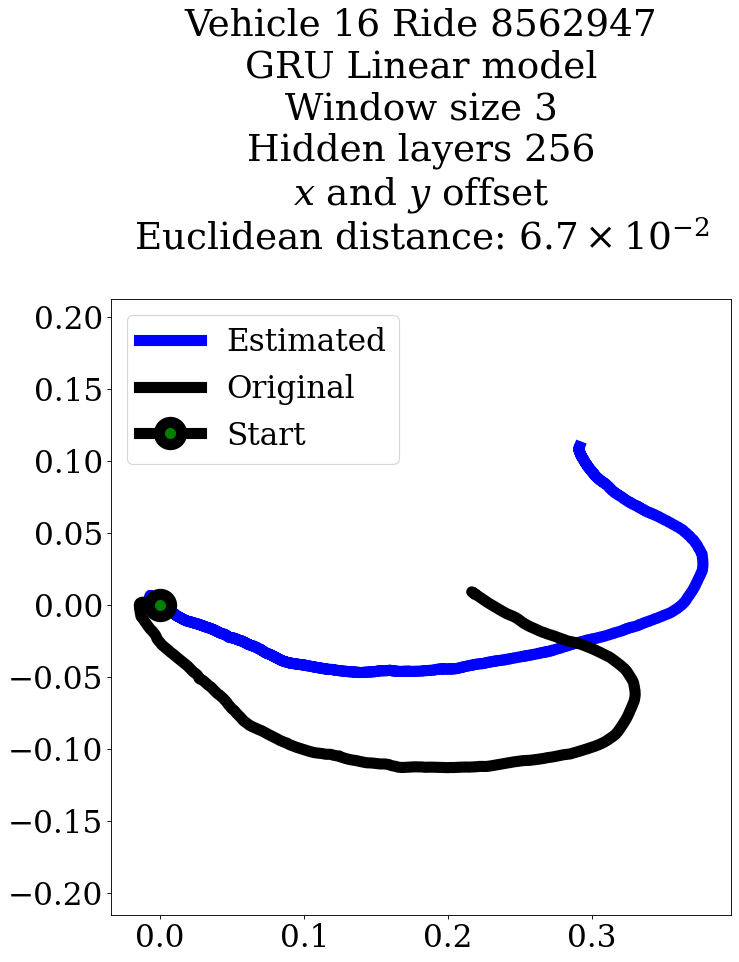 Vehicle 16 Ride 8562947
GRU Linear model
Window size 3
Hidden layers 256
x and y offset
Euclidean distance: 6.7 × 10⁻²
Estimated
Original
Start
0.20
0.15
0.10
0.05
0.00
−0.05
−0.10
−0.15
−0.20
0.0 0.1 0.2 0.3